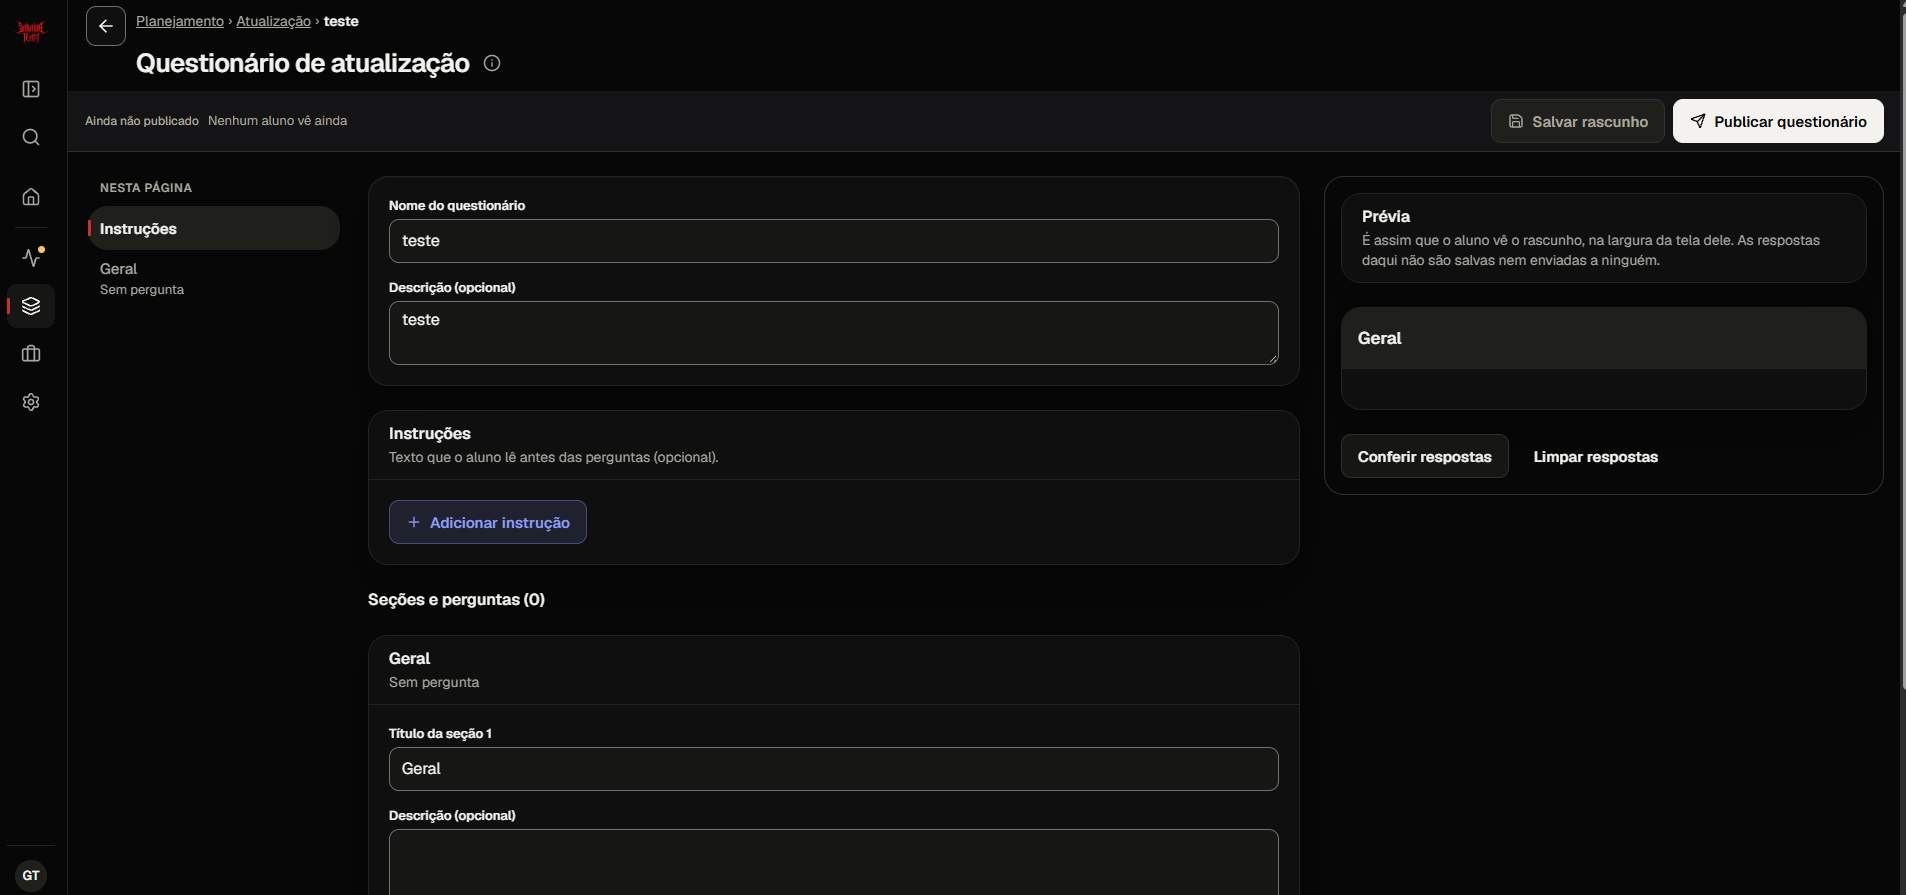 Planejamento › Atualização › teste
Questionário de atualização
Ainda não publicado Nenhum aluno vê ainda
Salvar rascunho
Publicar questionário
NESTA PÁGINA
Instruções
Geral
Sem pergunta
Nome do questionário
teste
Descrição (opcional)
teste
Instruções
Texto que o aluno lê antes das perguntas (opcional).
+ Adicionar instrução
Seções e perguntas (0)
Geral
Sem pergunta
Título da seção 1
Geral
Descrição (opcional)
Prévia
É assim que o aluno vê o rascunho, na largura da tela dele. As respostas
daqui não são salvas nem enviadas a ninguém.
Geral
Conferir respostas
Limpar respostas
GT